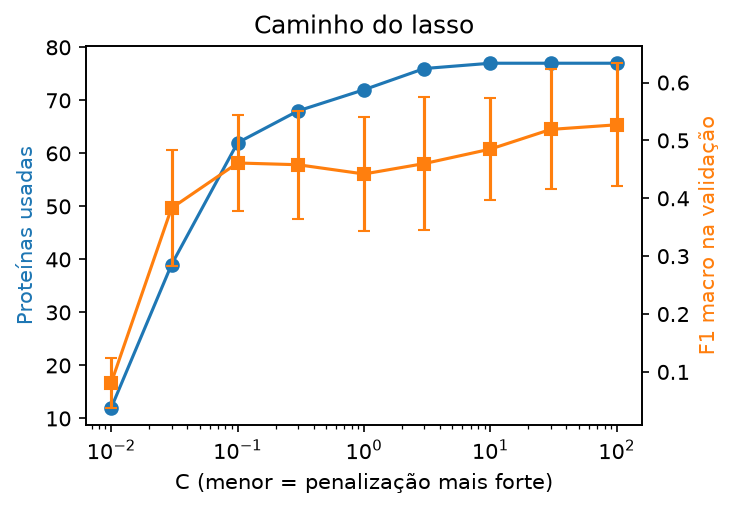 Caminho do lasso
Proteínas usadas
80
70
60
50
40
30
20
10
F1 macro na validação
0.6
0.5
0.4
0.3
0.2
0.1
10⁻² 10⁻¹ 10⁰ 10¹ 10²
C (menor = penalização mais forte)